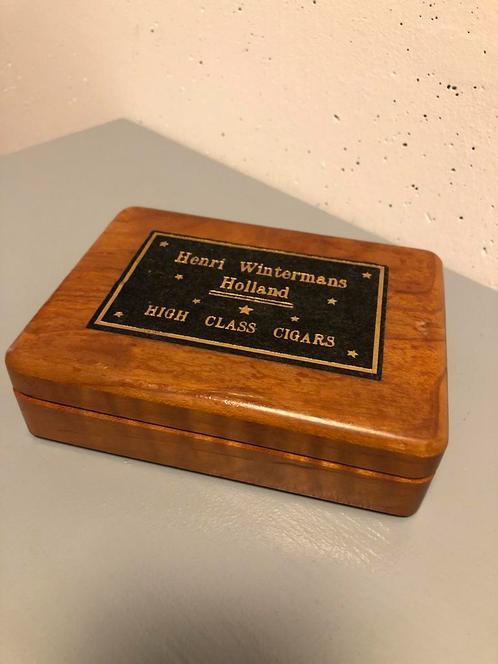 Henri Wintermans
Holland
HIGH CLASS CIGARS